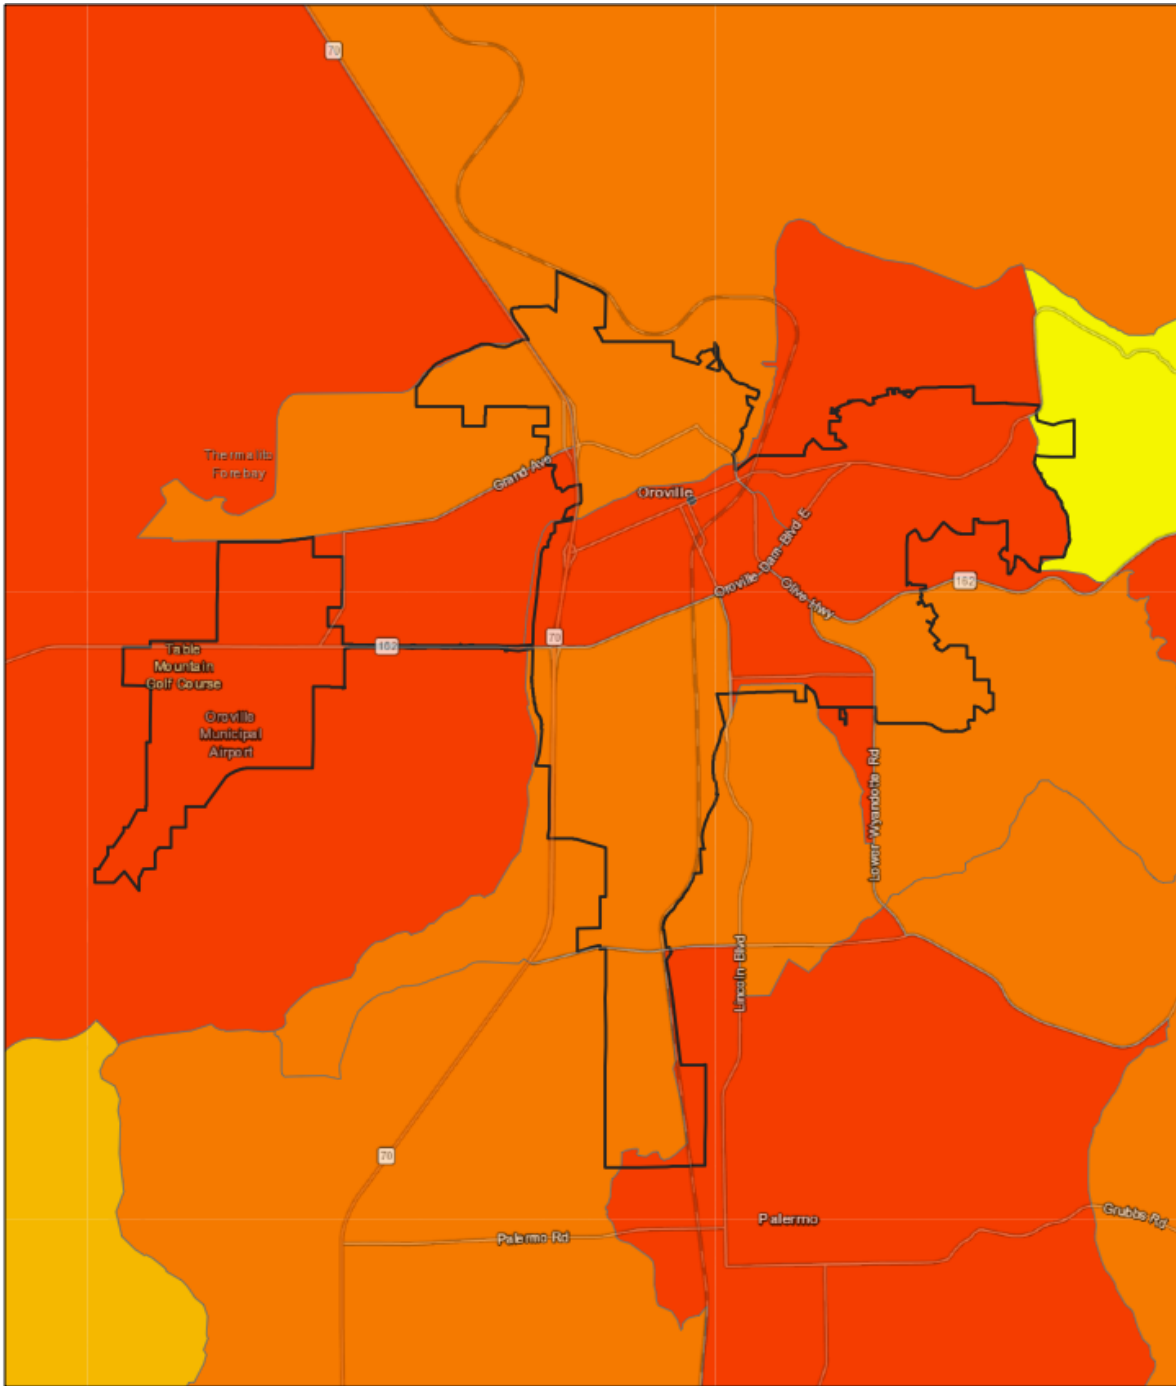 70
Thermalito
Forebay
Grand Ave
Oroville
Oroville-Dam-Blvd-E
Olive-Hwy
162
70
162
Table
Mountain
Golf Course
Oroville
Municipal
Airport
Lower-Wyandotte-Rd
Lincoln-Blvd
70
Palermo
Grubbs-Rd
Palermo-Rd